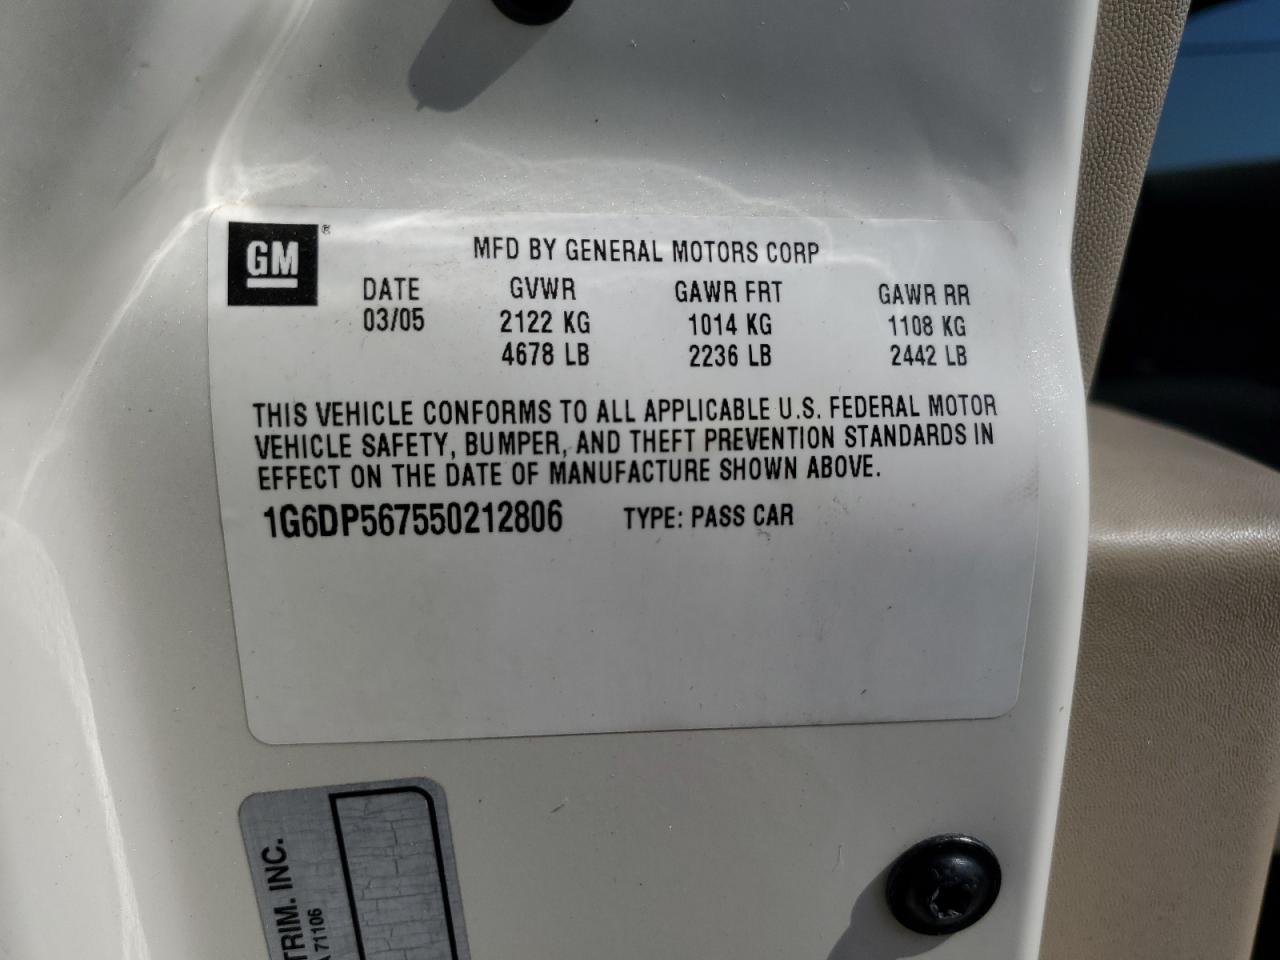 GM®
MFD BY GENERAL MOTORS CORP
DATE GVWR GAWR FRT GAWR RR
03/05 2122 KG 1014 KG 1108 KG
4678 LB 2236 LB 2442 LB
THIS VEHICLE CONFORMS TO ALL APPLICABLE U.S. FEDERAL MOTOR
VEHICLE SAFETY, BUMPER, AND THEFT PREVENTION STANDARDS IN
EFFECT ON THE DATE OF MANUFACTURE SHOWN ABOVE.
1G6DP567550212806 TYPE: PASS CAR
TRIM. INC.
71106